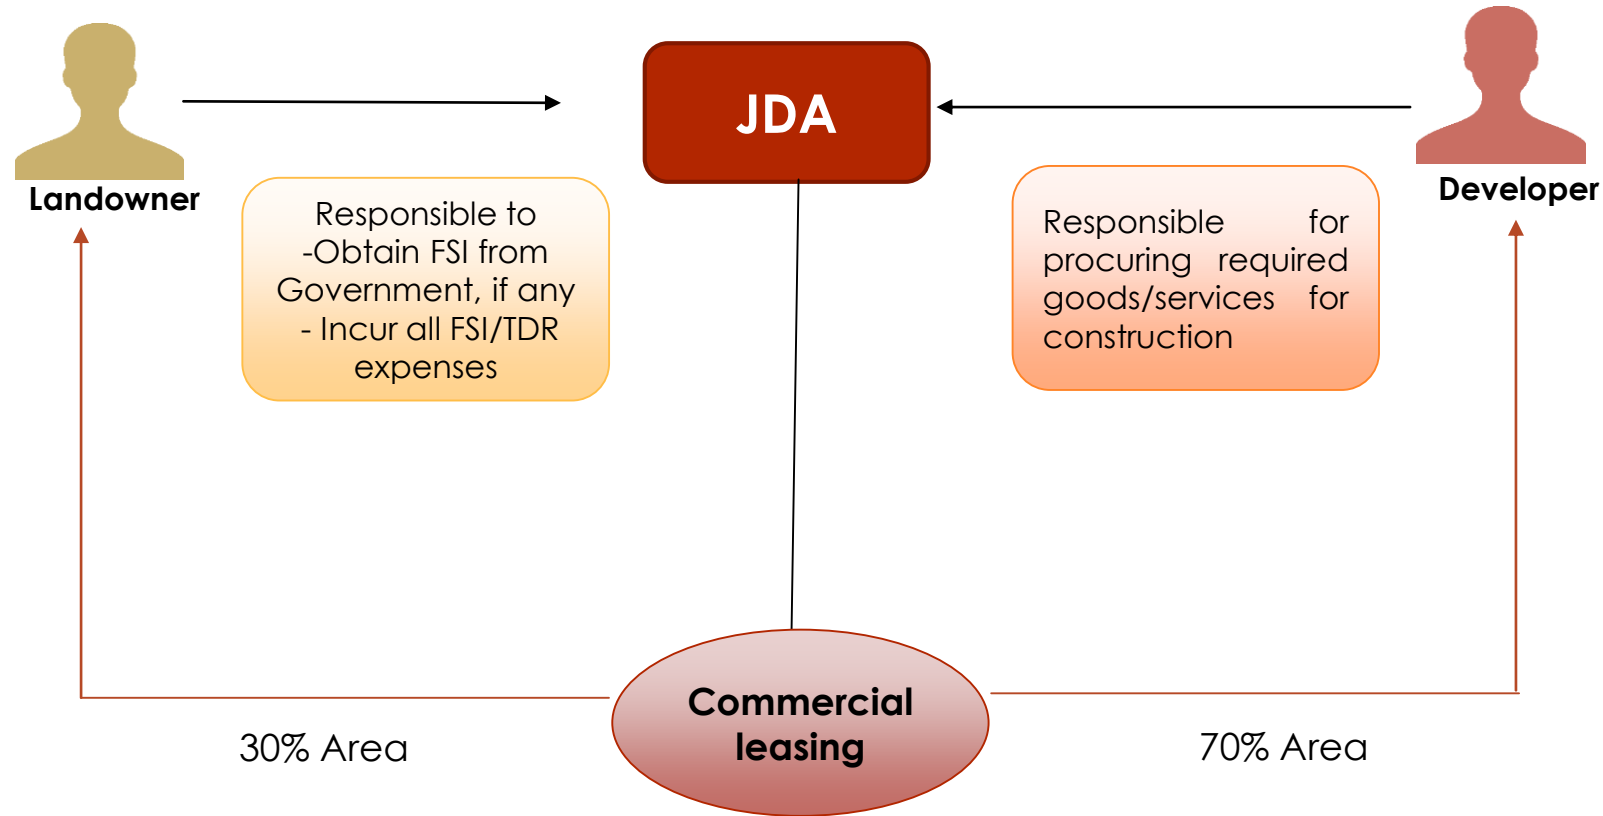 JDA
Landowner
Developer
Responsible to
-Obtain FSI from
Government, if any
- Incur all FSI/TDR
expenses
Responsible for
procuring required
goods/services for
construction
Commercial
leasing
30% Area
70% Area